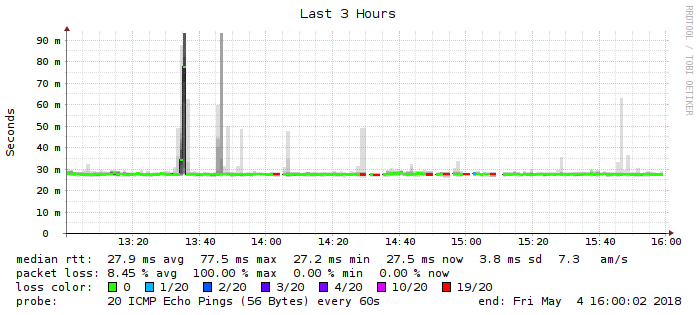 Last 3 Hours
RRDTOOL / TOBI OETIKER
Seconds
90 m
80 m
70 m
60 m
50 m
40 m
30 m
20 m
10 m
0
13:20 13:40 14:00 14:20 14:40 15:00 15:20 15:40 16:00
median rtt: 27.9 ms avg 77.5 ms max 27.2 ms min 27.5 ms now 3.8 ms sd 7.3 am/s
packet loss: 8.45 % avg 100.00 % max 0.00 % min 0.00 % now
loss color: 0 1/20 2/20 3/20 4/20 10/20 19/20
probe: 20 ICMP Echo Pings (56 Bytes) every 60s end: Fri May 4 16:00:02 2018